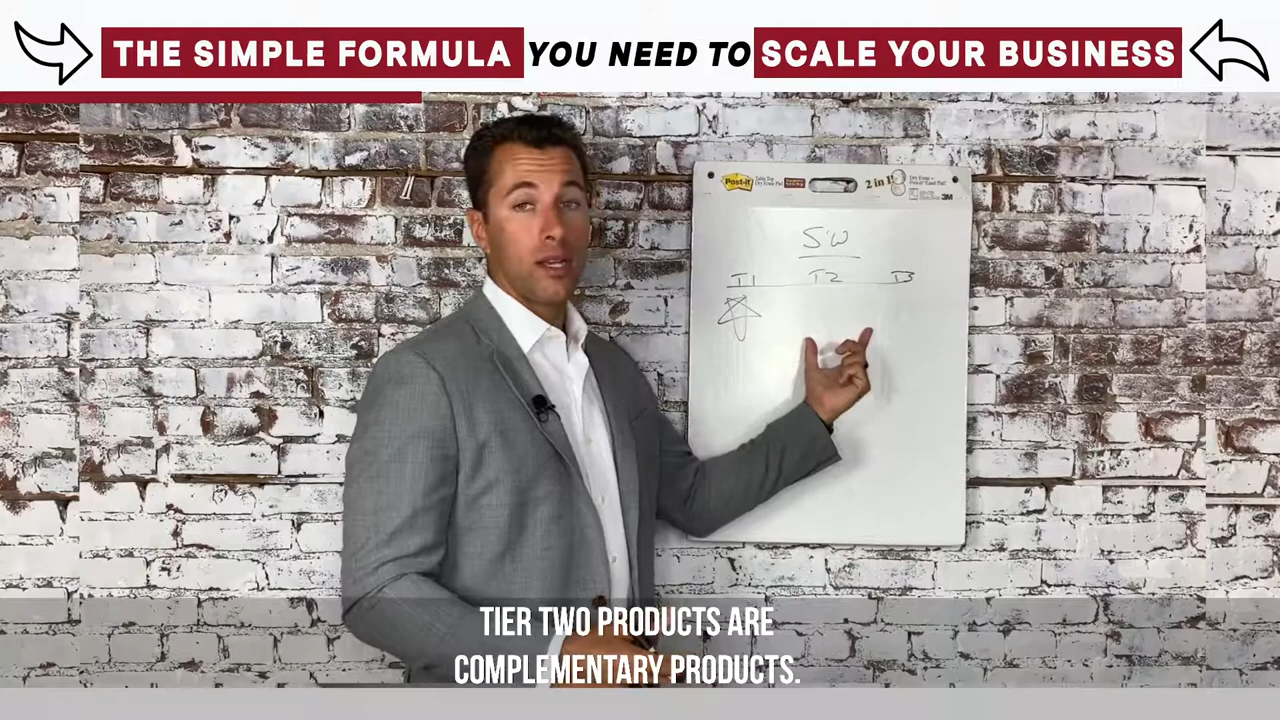 THE SIMPLE FORMULA YOU NEED TO SCALE YOUR BUSINESS
Post-it
2 in 1!
3M
SW
T1 T2 T3
TIER TWO PRODUCTS ARE
COMPLEMENTARY PRODUCTS.